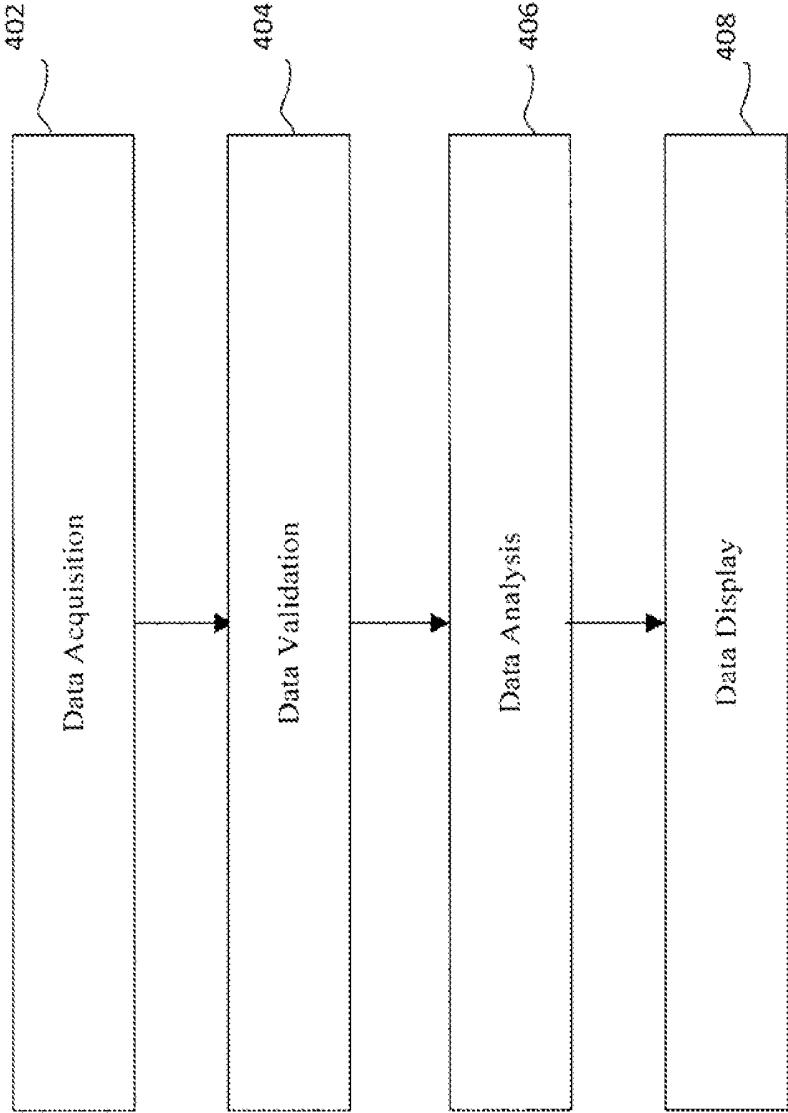 Data Acquisition
402
Data Validation
404
Data Analysis
406
Data Display
408